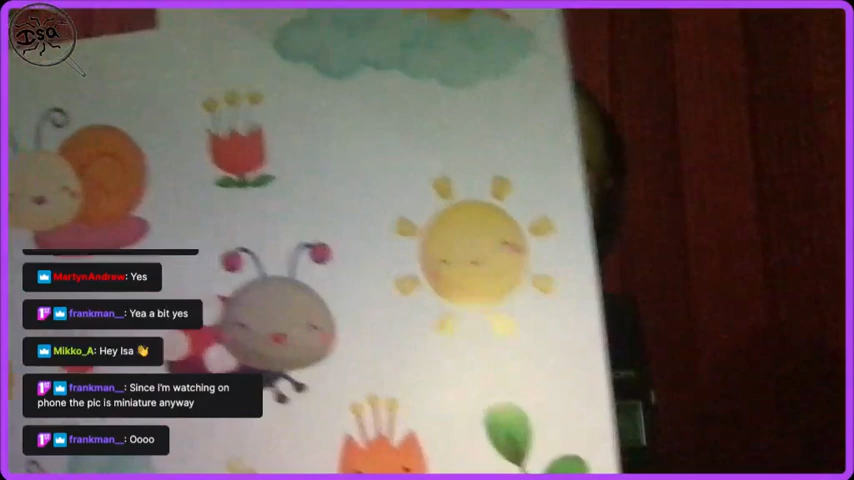 Isa
MartynAndrew: Yes
frankman__: Yea a bit yes
Mikko_A: Hey Isa 👋
frankman__: Since I'm watching on
phone the pic is miniature anyway
frankman__: Oooo